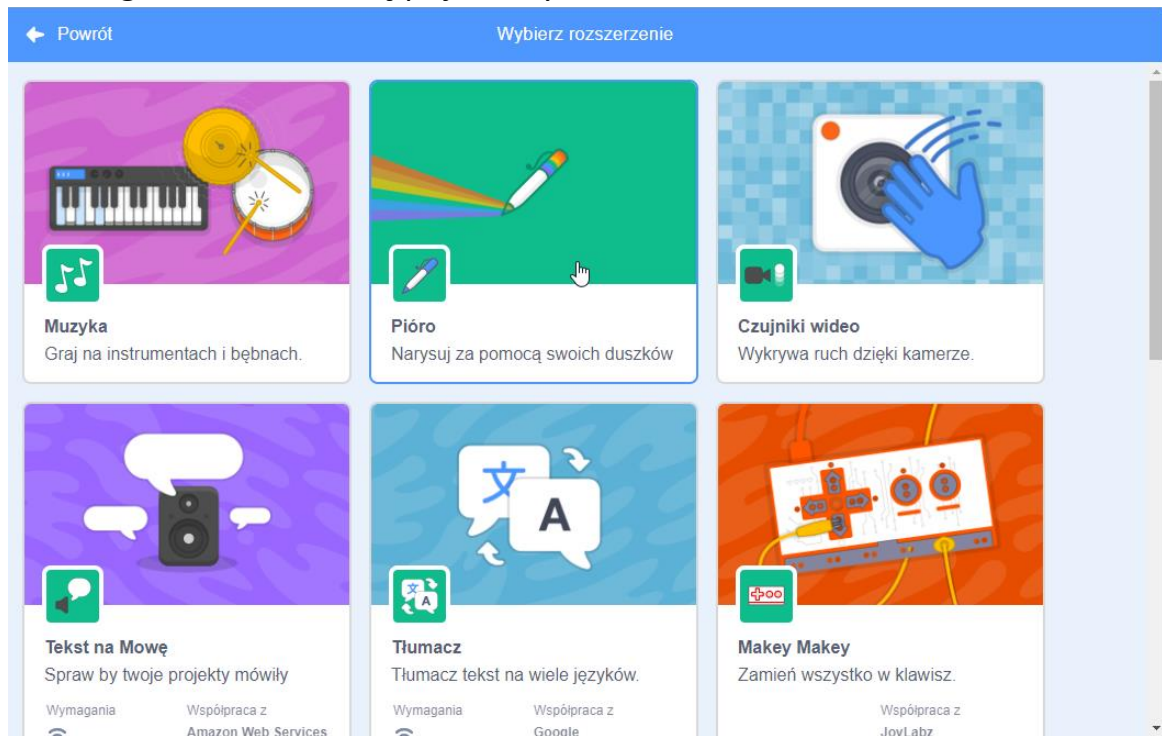 Powrót
Wybierz rozszerzenie
Muzyka
Graj na instrumentach i bębnach.
Pióro
Narysuj za pomocą swoich duszków
Czujniki wideo
Wykrywa ruch dzięki kamerze.
文
A
文
A
Tekst na Mowę
Spraw by twoje projekty mówiły
Wymagania
Współpraca z
Amazon Web Services
Tłumacz
Tłumacz tekst na wiele języków.
Wymagania
Współpraca z
Google
Makey Makey
Zamień wszystko w klawisz.
Współpraca z
JoyLabz